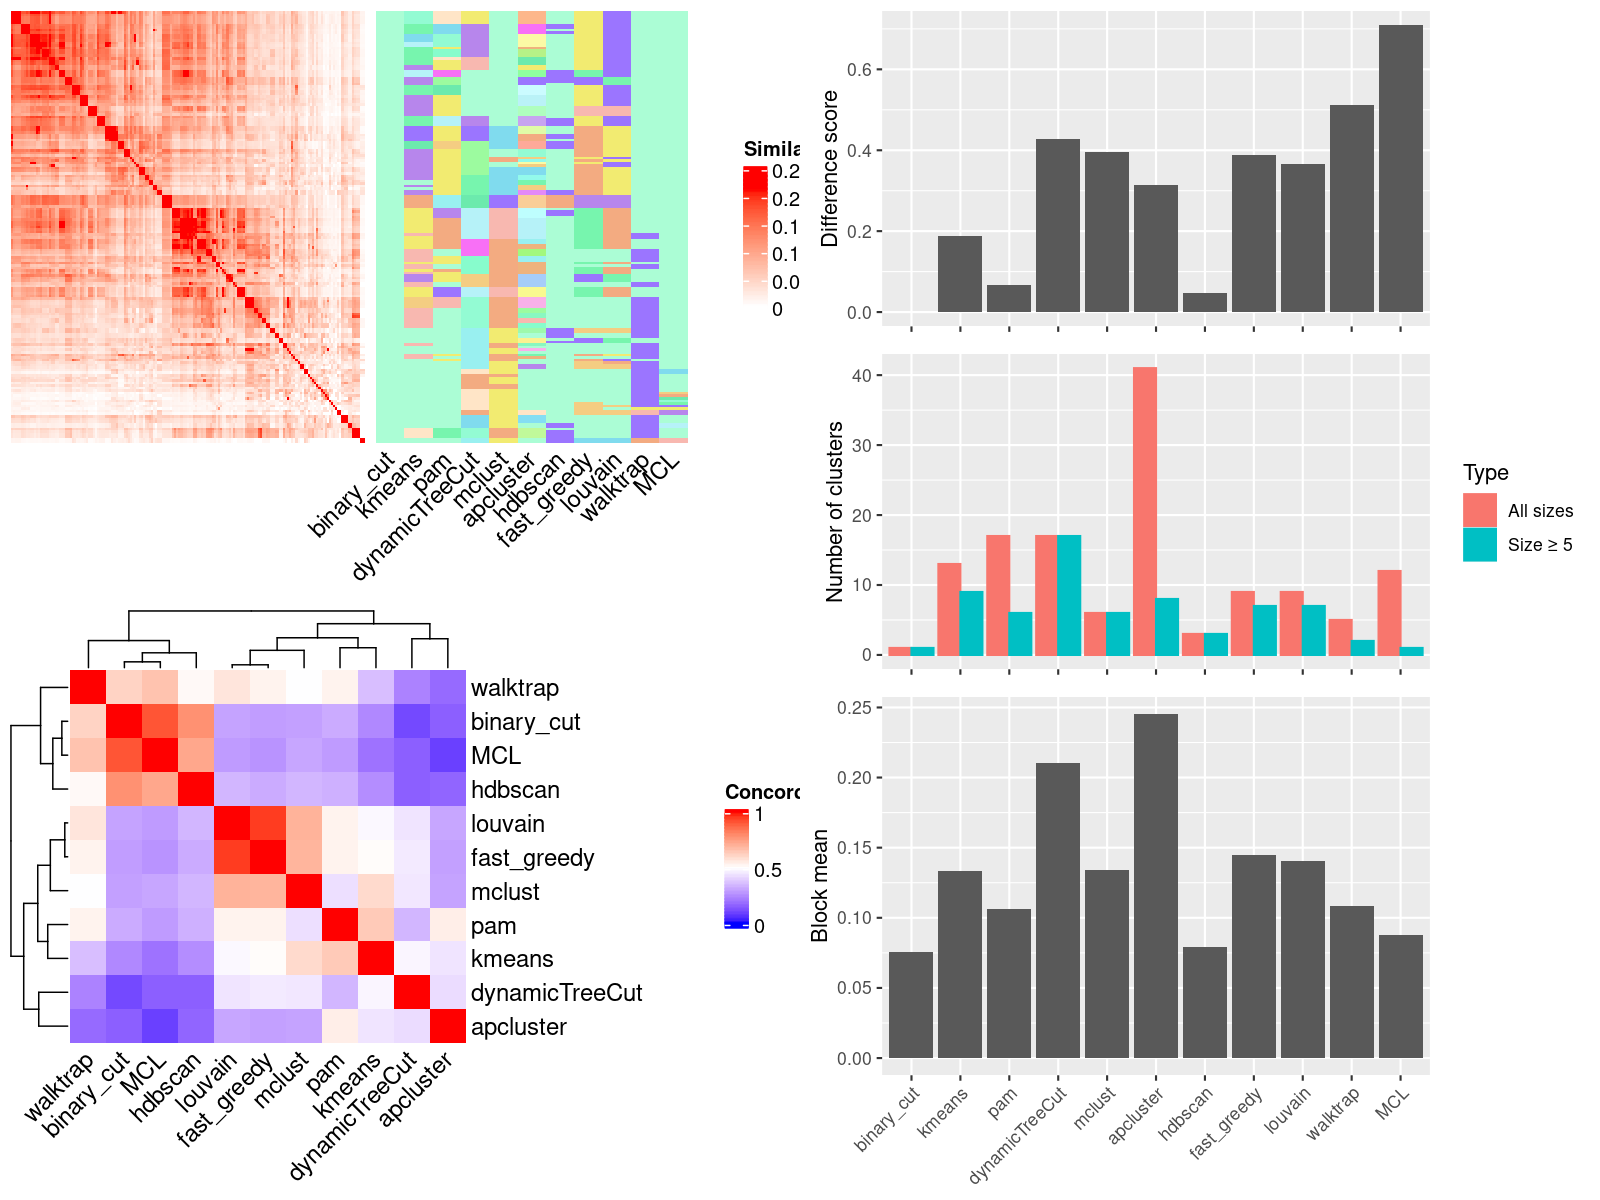 Simila
0.2
0.2
0.1
0.1
0.0
0
binary_cut
kmeans
pam
dynamicTreeCut
mclust
apcluster
hdbscan
fast_greedy
louvain
walktrap
MCL
walktrap
binary_cut
MCL
hdbscan
louvain
fast_greedy
mclust
pam
kmeans
dynamicTreeCut
apcluster
walktrap
binary_cut
MCL
hdbscan
louvain
fast_greedy
mclust
pam
kmeans
dynamicTreeCut
apcluster
Concord
1
0.5
0
Difference score
0.6
0.4
0.2
0.0
Number of clusters
40
30
20
10
0
Type
All sizes
Size ≥ 5
Block mean
0.25
0.20
0.15
0.10
0.05
0.00
binary_cut
kmeans
pam
dynamicTreeCut
mclust
apcluster
hdbscan
fast_greedy
louvain
walktrap
MCL